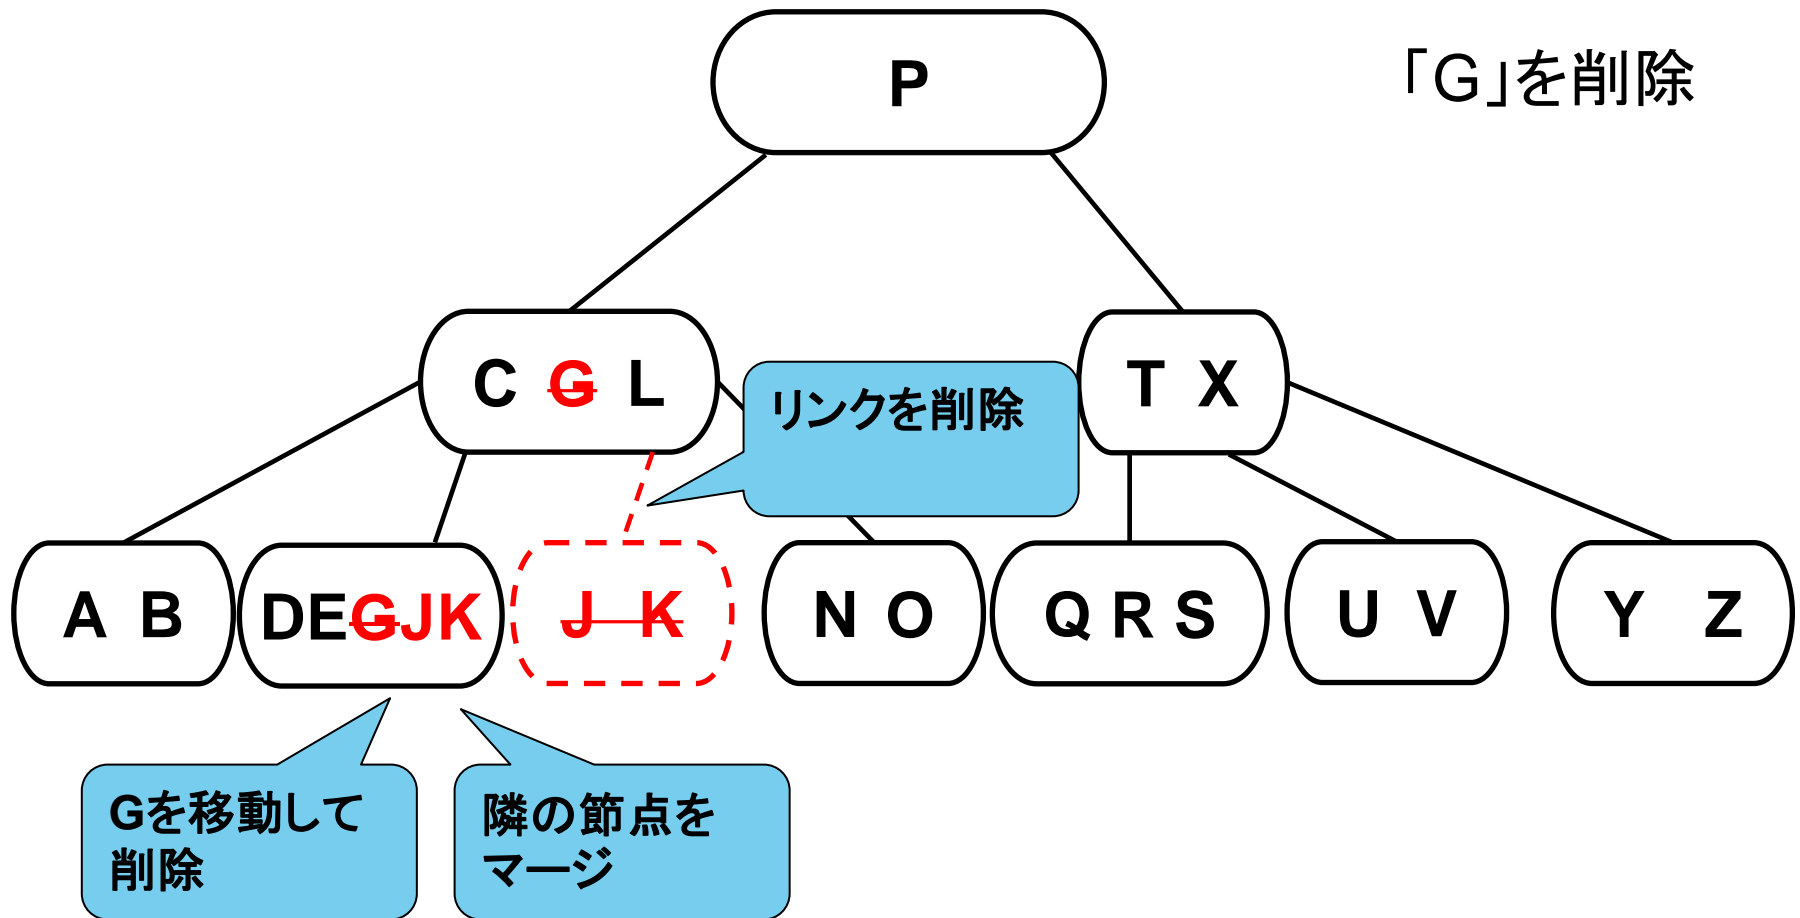 P
「G」を削除
C G L
リンクを削除
T X
A B
DEGJK
J K
N O
Q R S
U V
Y Z
Gを移動して
削除
隣の節点を
マージ